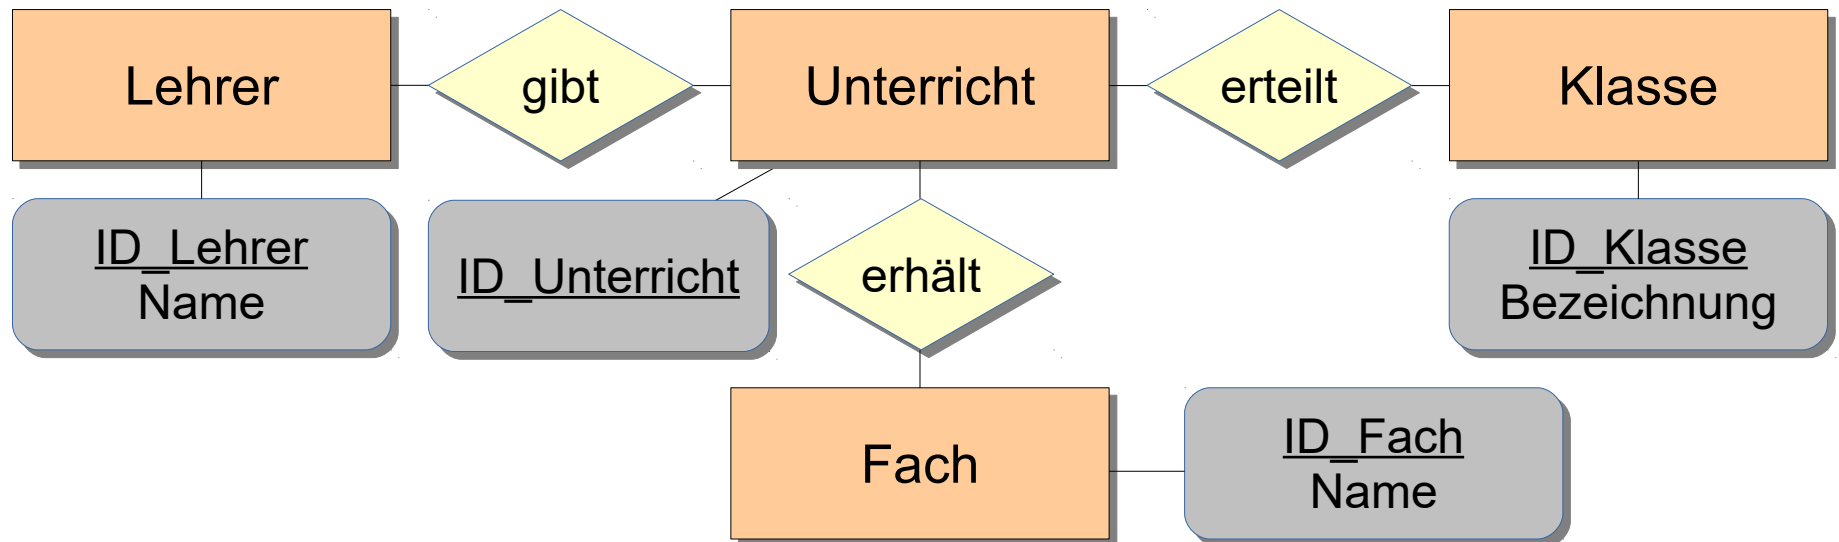 Lehrer
gibt
Unterricht
erteilt
Klasse
ID_Lehrer
Name
ID_Unterricht
erhält
ID_Klasse
Bezeichnung
Fach
ID_Fach
Name